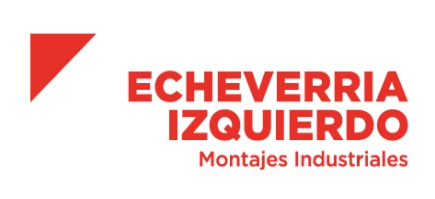 ECHEVERRIA
IZQUIERDO
Montajes Industriales